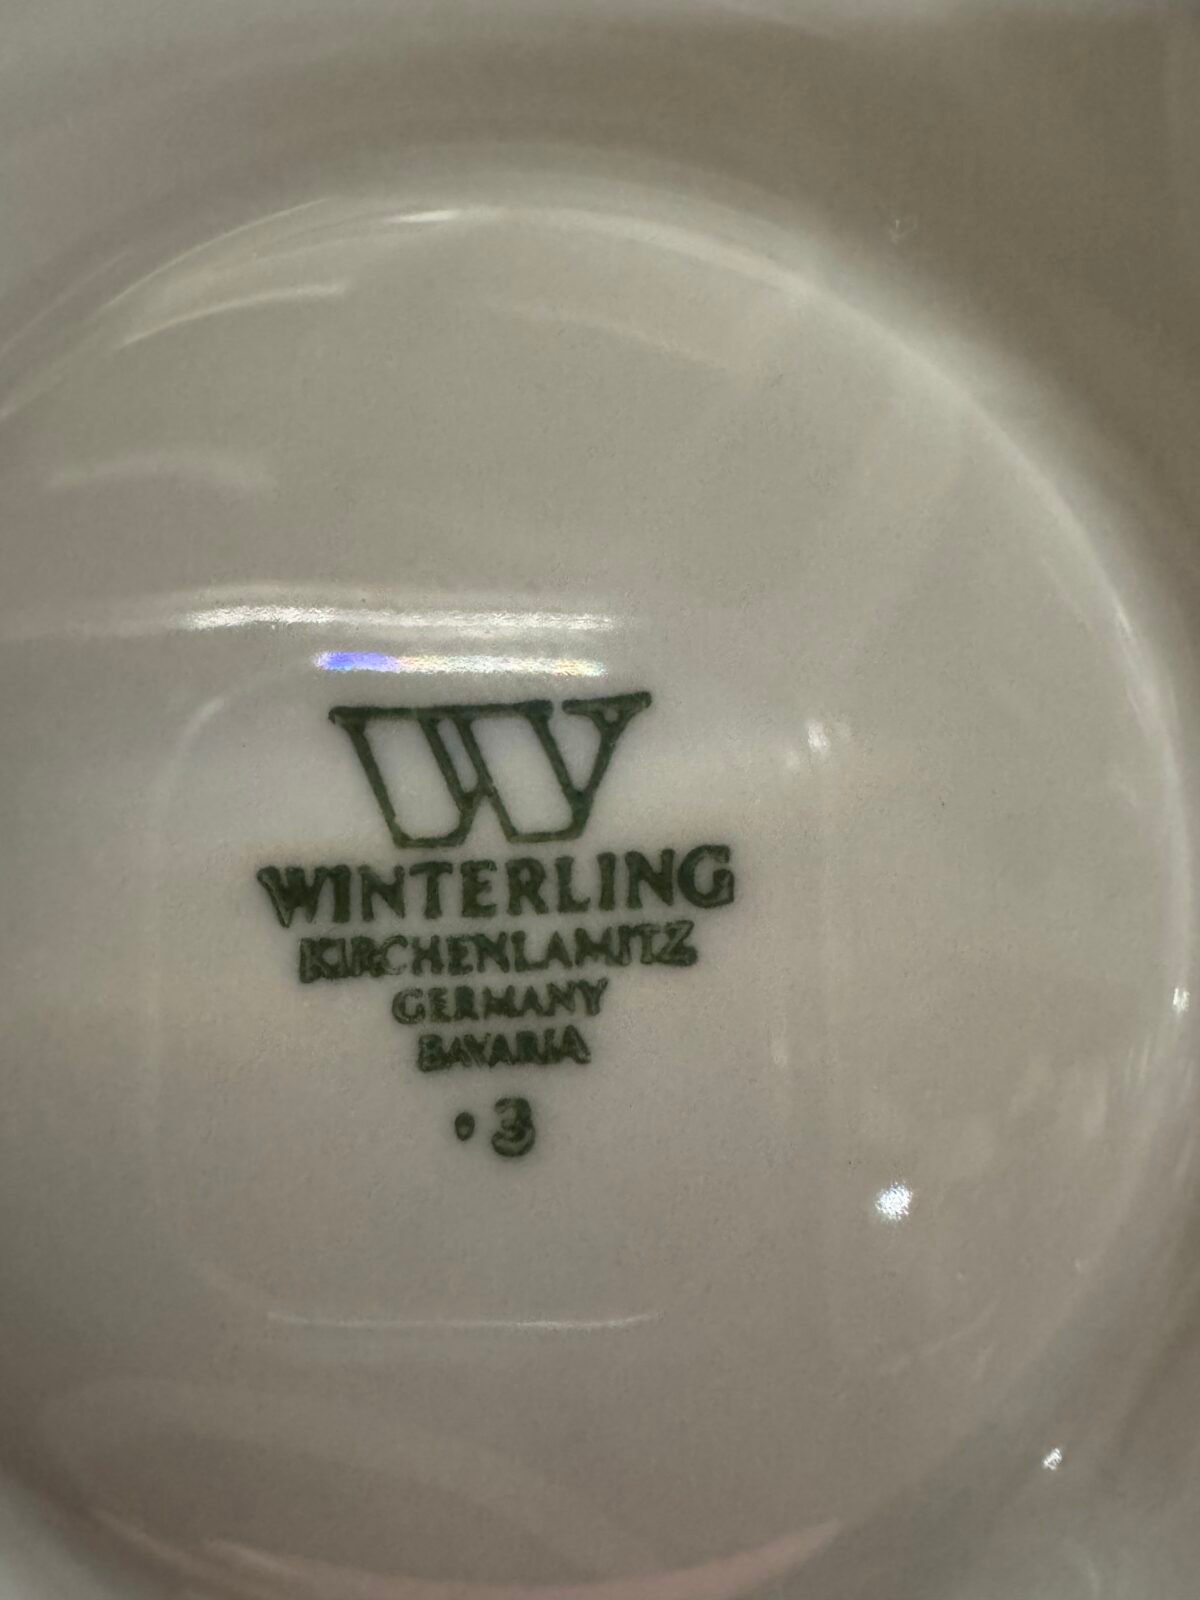 W
WINTERLING
KIRCHENLAMITZ
GERMANY
BAVARIA
• 3